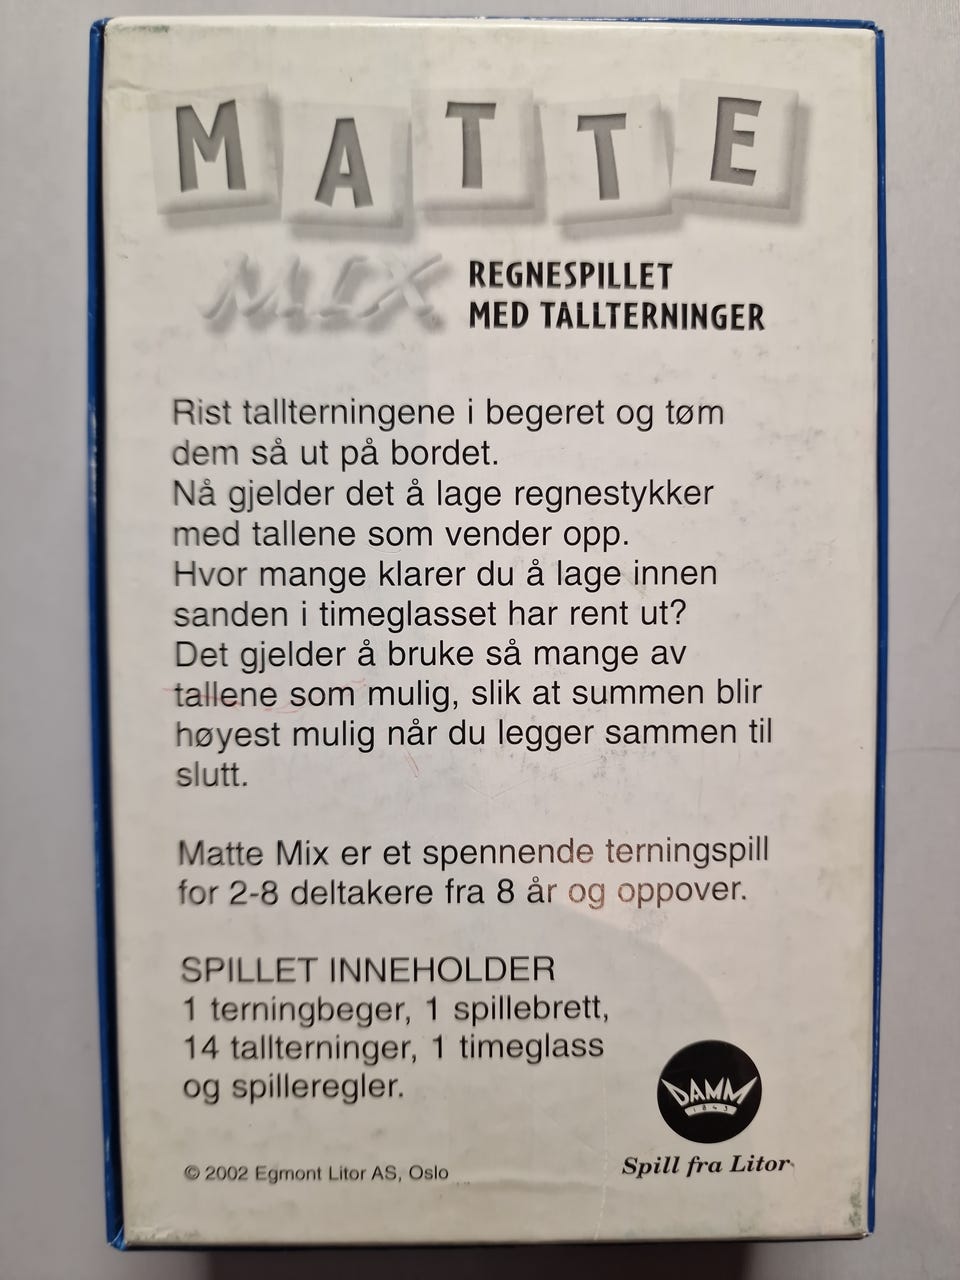 MATTE
MIX
REGNESPILLET
MED TALLTERNINGER
Rist tallterningene i begeret og tøm
dem så ut på bordet.
Nå gjelder det å lage regnestykker
med tallene som vender opp.
Hvor mange klarer du å lage innen
sanden i timeglasset har rent ut?
Det gjelder å bruke så mange av
tallene som mulig, slik at summen blir
høyest mulig når du legger sammen til
slutt.
Matte Mix er et spennende terningspill
for 2-8 deltakere fra 8 år og oppover.
SPILLET INNEHOLDER
1 terningbeger, 1 spillebrett,
14 tallterninger, 1 timeglass
og spilleregler.
DAMM
1843
Spill fra Litor
© 2002 Egmont Litor AS, Oslo